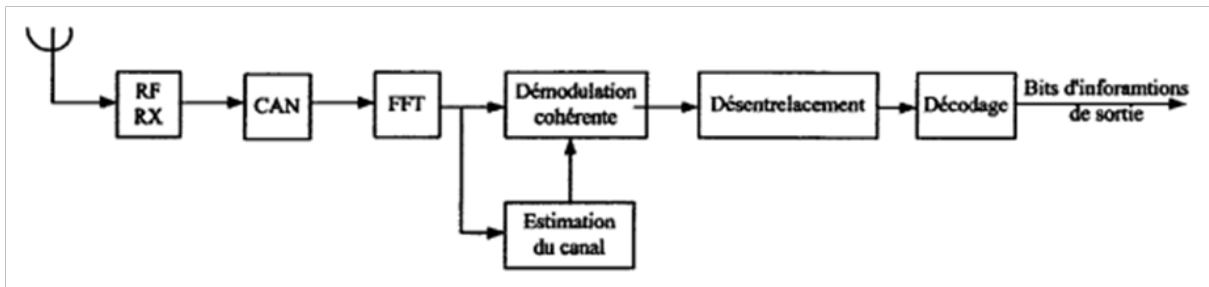 RF
RX
CAN
FFT
Démodulation
cohérente
Désentrelacement
Décodage
Bits d'inforamtions
de sortie
Estimation
du canal